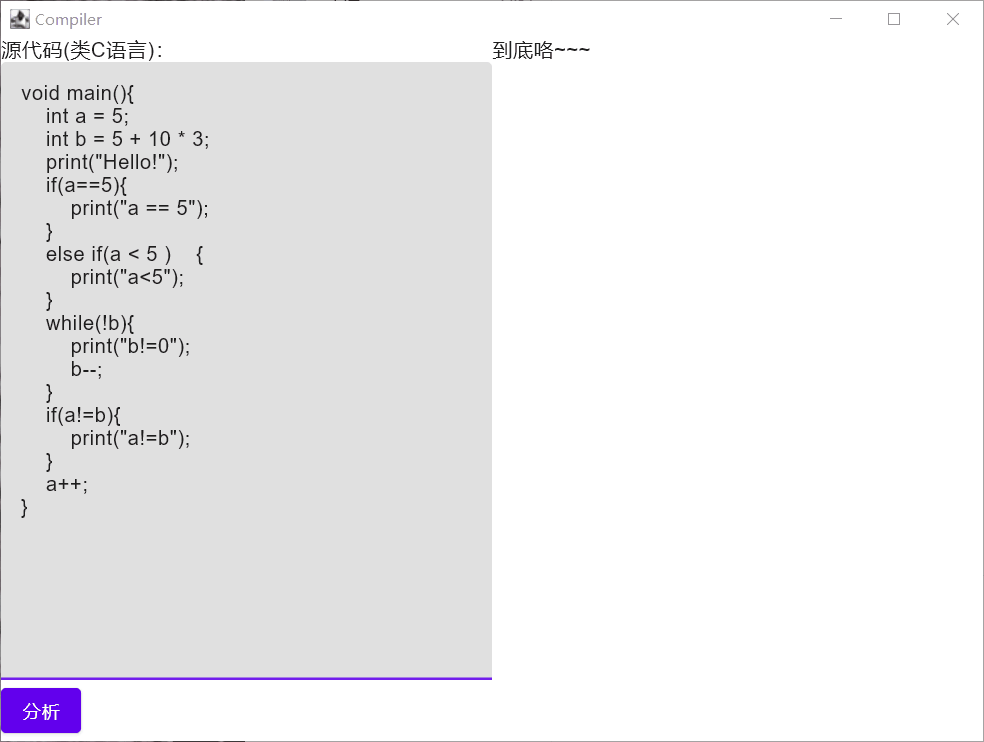 Compiler
源代码(类C语言):
到底咯~~~
void main(){
    int a = 5;
    int b = 5 + 10 * 3;
    print("Hello!");
    if(a==5){
        print("a == 5");
    }
    else if(a < 5 )    {
        print("a<5");
    }
    while(!b){
        print("b!=0");
        b--;
    }
    if(a!=b){
        print("a!=b");
    }
    a++;
}
分析